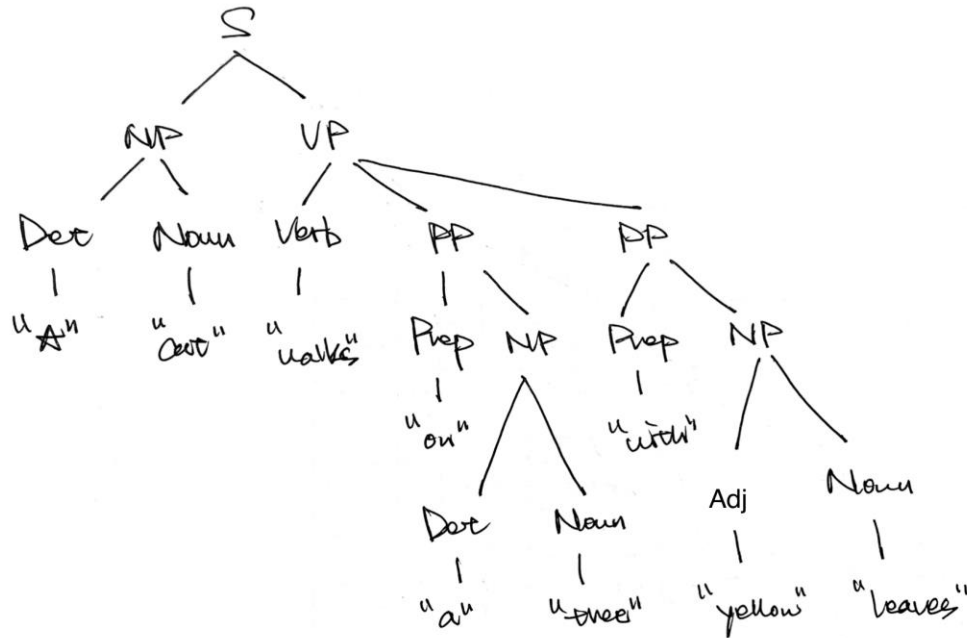 S
NP VP
Det Noun Verb PP PP
"A" "cat" "walks" Prep NP Prep NP
"on" "with"
Det Noun Adj Noun
"a" "tree" "yellow" "leaves"